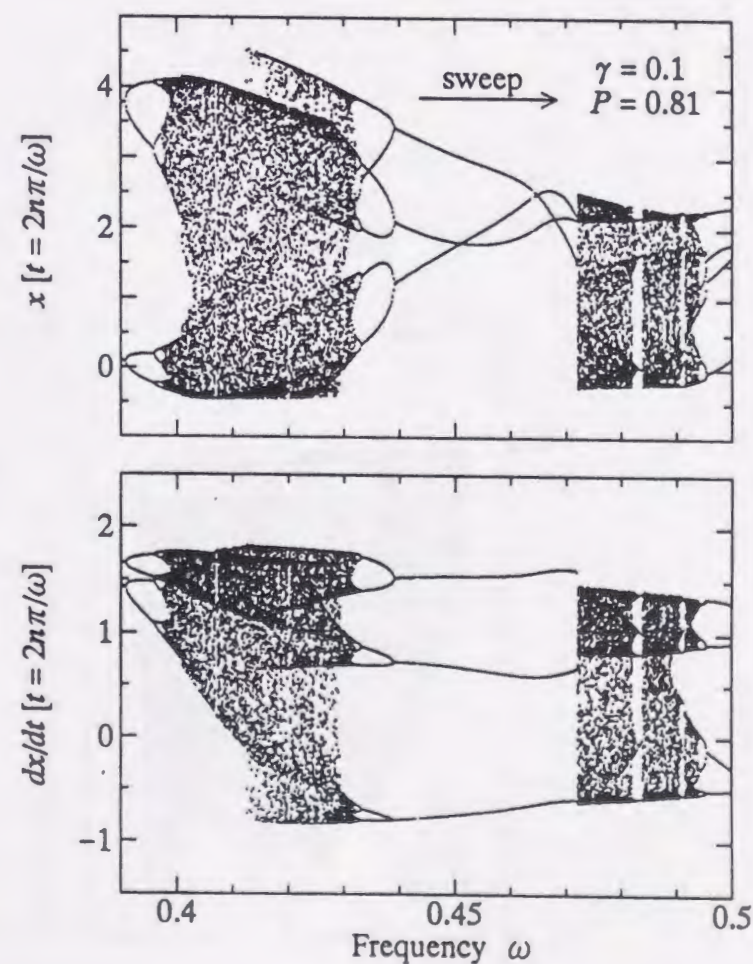 x [t = 2nπ/ω]
4
2
0
sweep
γ = 0.1
P = 0.81
dx/dt [t = 2nπ/ω]
2
1
0
−1
0.4
0.45
0.5
Frequency ω